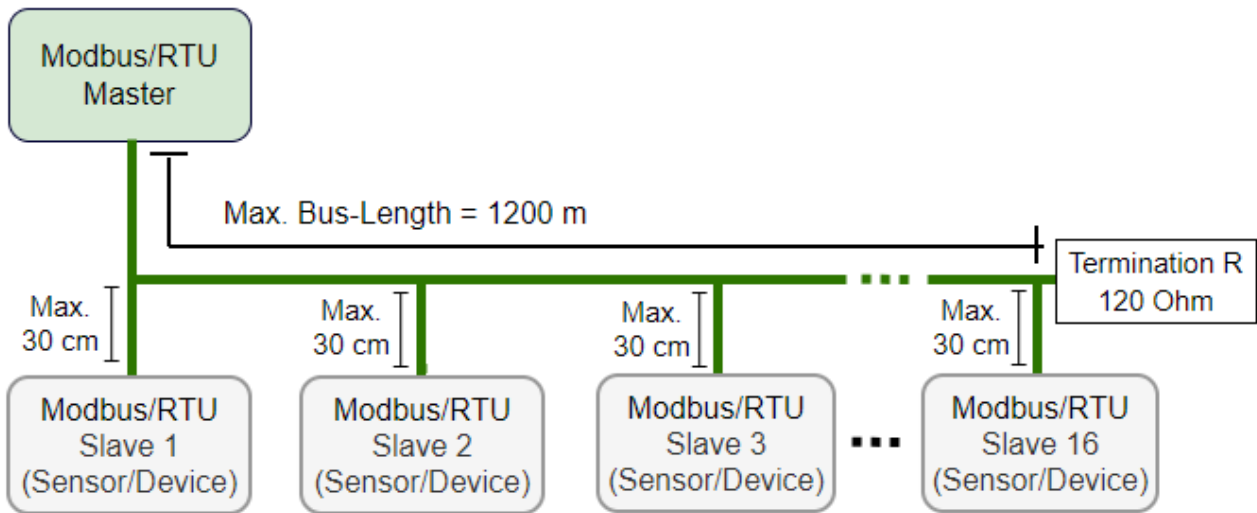 Modbus/RTU
Master
Max. Bus-Length = 1200 m
Termination R
120 Ohm
Max.
30 cm
Max.
30 cm
Max.
30 cm
Max.
30 cm
Modbus/RTU
Slave 1
(Sensor/Device)
Modbus/RTU
Slave 2
(Sensor/Device)
Modbus/RTU
Slave 3
(Sensor/Device)
Modbus/RTU
Slave 16
(Sensor/Device)